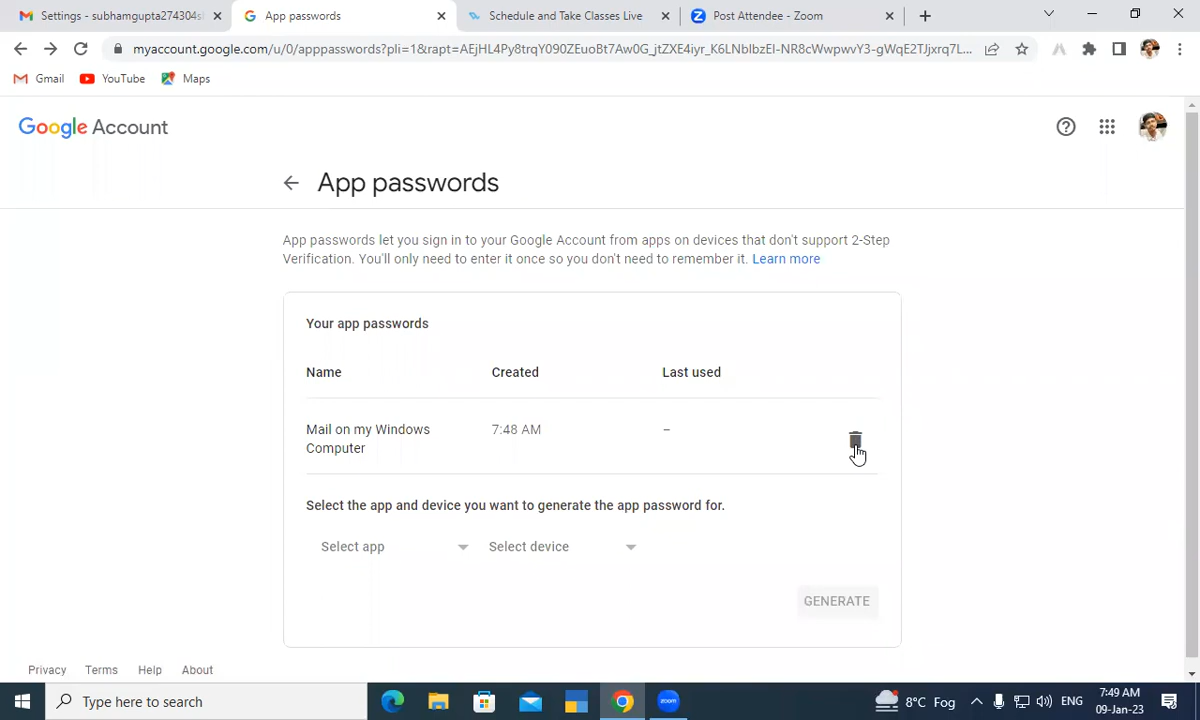 Settings - subhamgupta274304s
App passwords
Schedule and Take Classes Live
Post Attendee - Zoom
myaccount.google.com/u/0/apppasswords?pli=1&rapt=AEjHL4Py8trqY090ZEuoBt7Aw0G_jtZXE4iyr_K6LNbIbzEI-NR8cWwpwvY3-gWqE2TJjxrq7L...
Gmail
YouTube
Maps
Google Account
App passwords
App passwords let you sign in to your Google Account from apps on devices that don't support 2-Step
Verification. You'll only need to enter it once so you don't need to remember it. Learn more
Your app passwords
Name
Created
Last used
Mail on my Windows
Computer
7:48 AM
–
Select the app and device you want to generate the app password for.
Select app
Select device
GENERATE
Privacy
Terms
Help
About
Type here to search
zoom
8°C Fog
ENG
7:49 AM
09-Jan-23